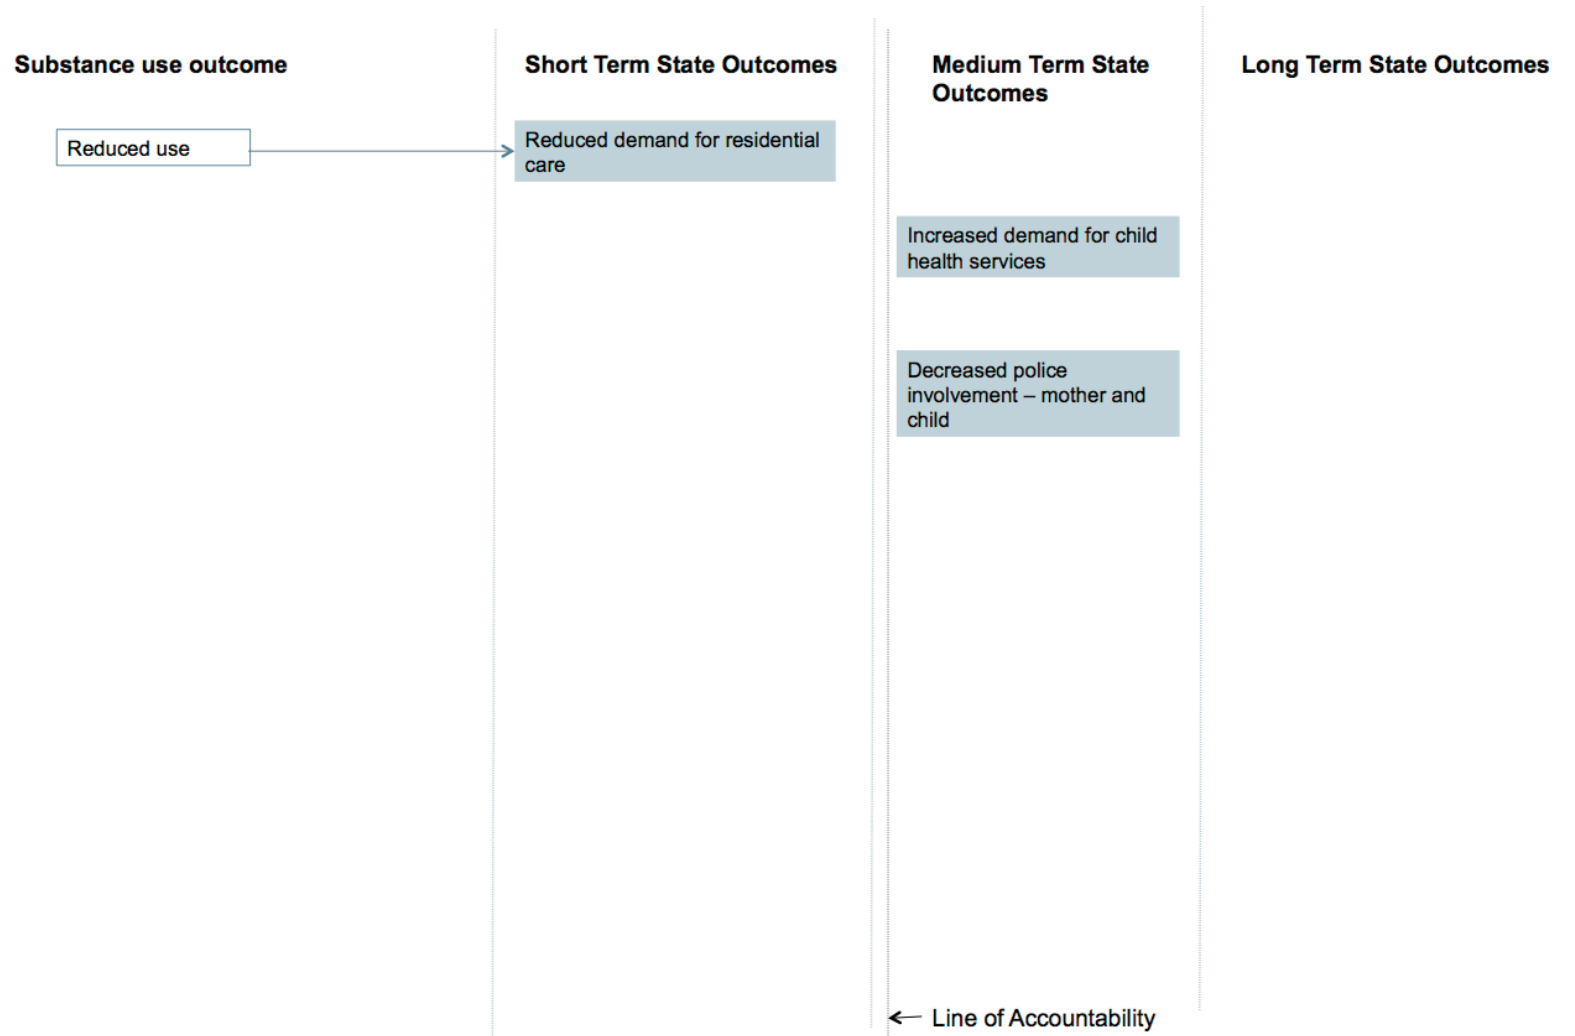 Substance use outcome
Short Term State Outcomes
Medium Term State
Outcomes
Long Term State Outcomes
Reduced use
Reduced demand for residential
care
Increased demand for child
health services
Decreased police
involvement – mother and
child
Line of Accountability